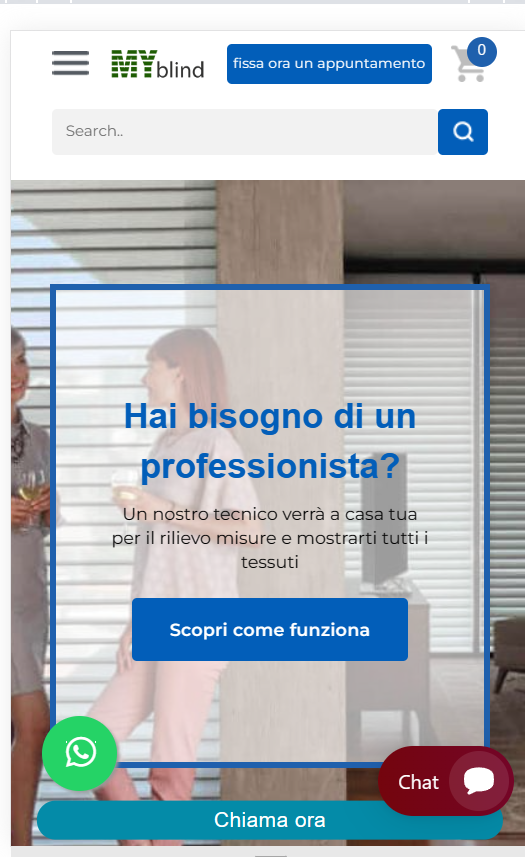 MYblind
fissa ora un appuntamento
0
Search..
Hai bisogno di un
professionista?
Un nostro tecnico verrà a casa tua
per il rilievo misure e mostrarti tutti i
tessuti
Scopri come funziona
Chat
Chiama ora